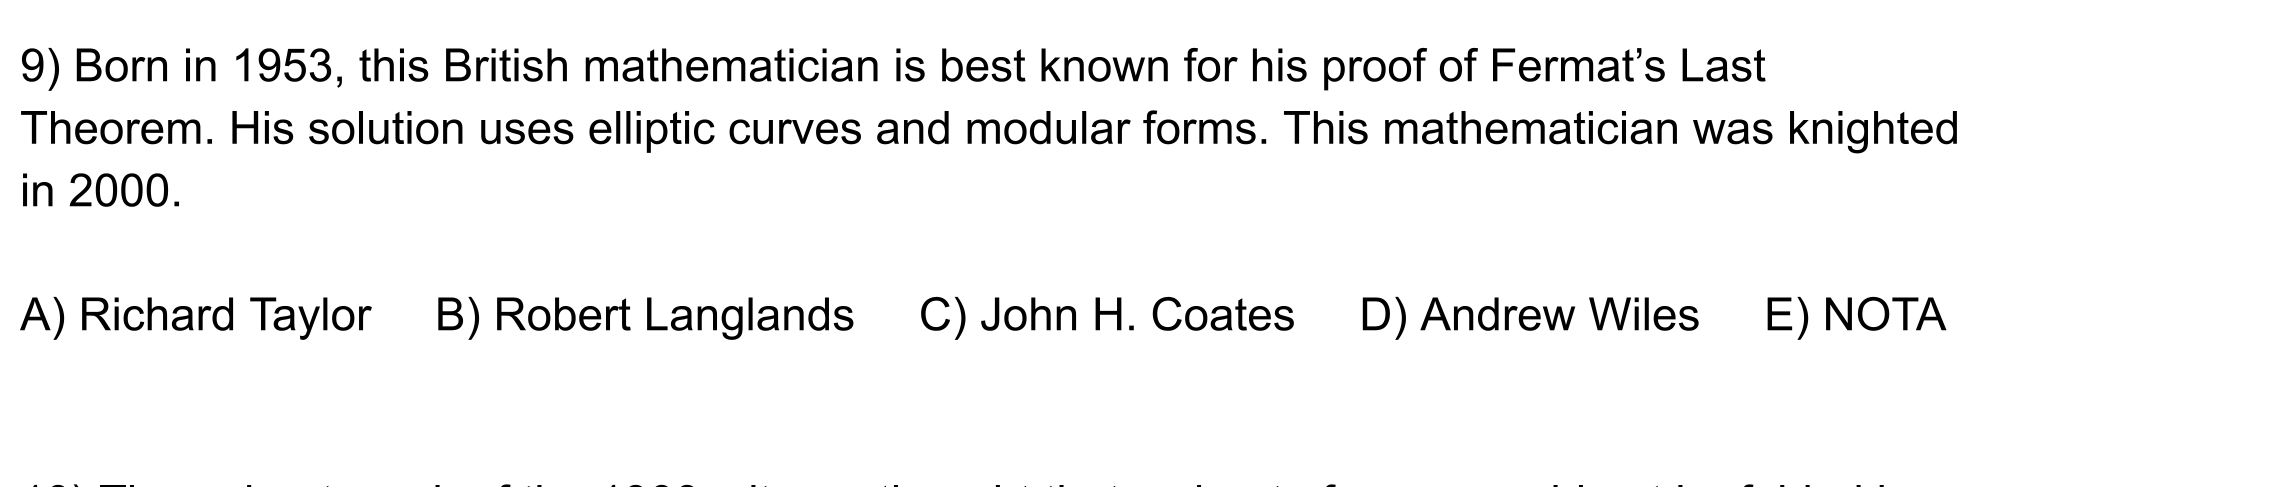 9) Born in 1953, this British mathematician is best known for his proof of Fermat’s Last
Theorem. His solution uses elliptic curves and modular forms. This mathematician was knighted
in 2000.
A) Richard Taylor B) Robert Langlands C) John H. Coates D) Andrew Wiles E) NOTA